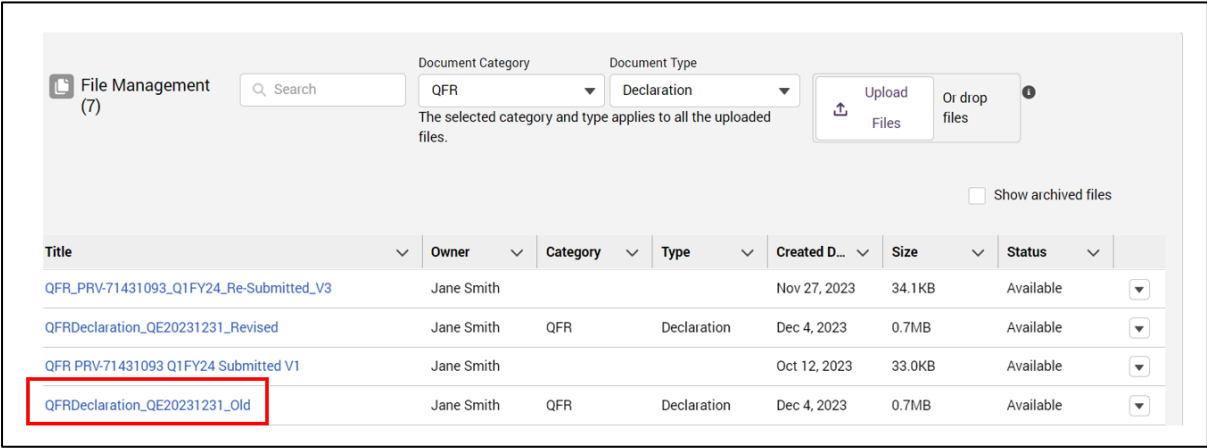 Document Category
Document Type
File Management
(7)
Search
QFR
Declaration
Upload
Files
Or drop
files
The selected category and type applies to all the uploaded
files.
Show archived files
Title Owner Category Type Created D... Size Status
QFR_PRV-71431093_Q1FY24_Re-Submitted_V3 Jane Smith Nov 27, 2023 34.1KB Available
QFRDeclaration_QE20231231_Revised Jane Smith QFR Declaration Dec 4, 2023 0.7MB Available
QFR PRV-71431093 Q1FY24 Submitted V1 Jane Smith Oct 12, 2023 33.0KB Available
QFRDeclaration_QE20231231_Old Jane Smith QFR Declaration Dec 4, 2023 0.7MB Available